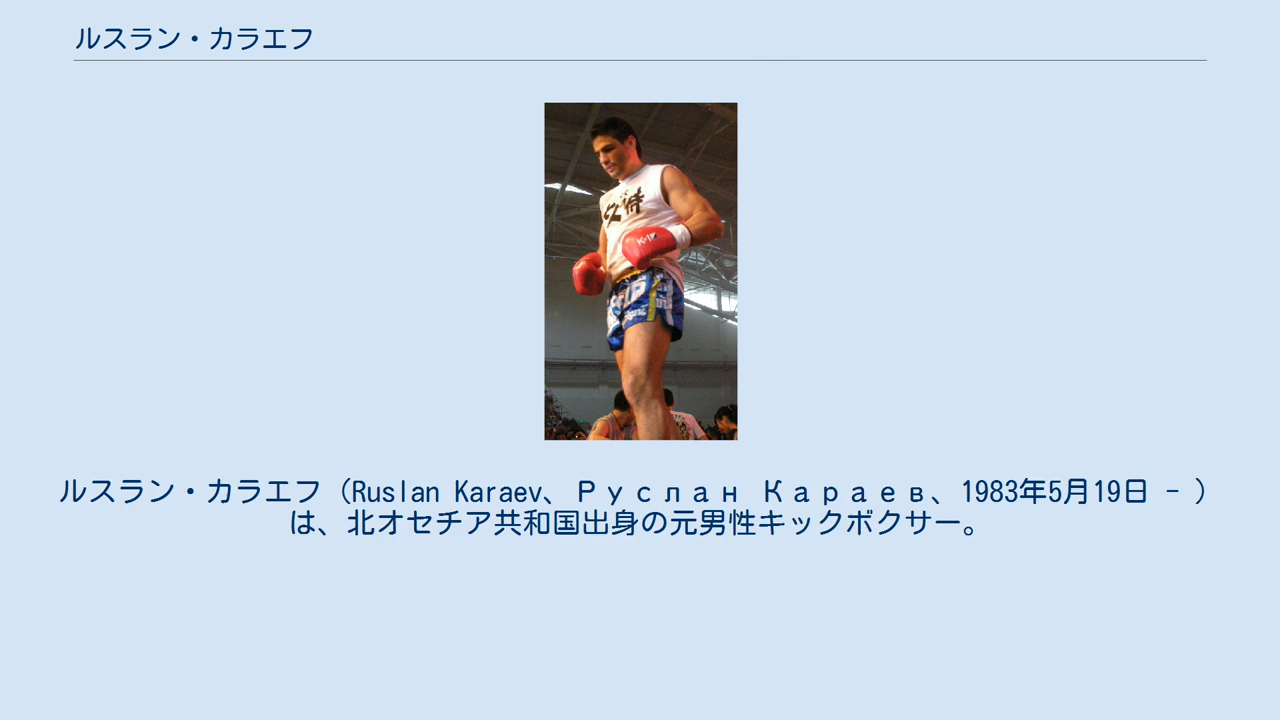 ルスラン・カラエフ
侍
K-1
ルスラン・カラエフ（Ruslan Karaev、Руслан Караев、1983年5月19日 - ）
は、北オセチア共和国出身の元男性キックボクサー。